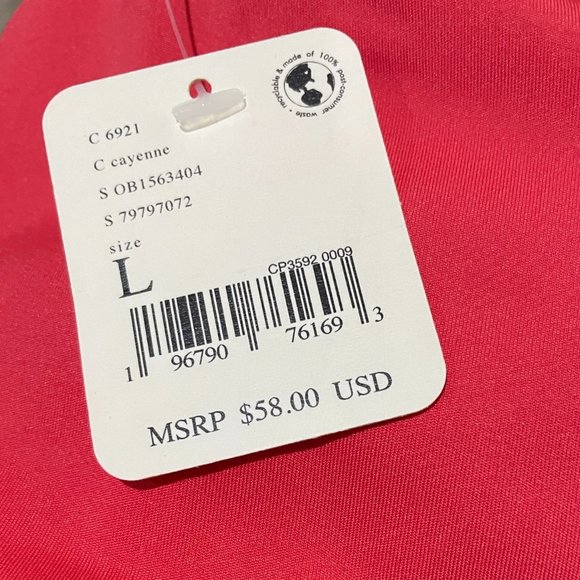 recyclable & made of 100% post-consumer waste •
C 6921
C cayenne
S OB1563404
S 79797072
size
L
CP3592 0009
1 96790 76169 3
MSRP $58.00 USD